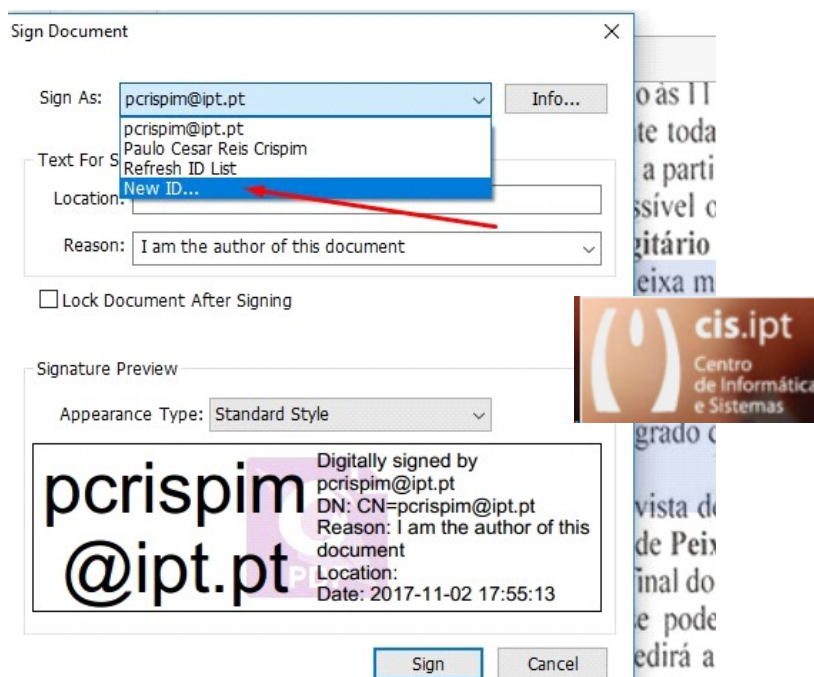 Sign Document
Sign As: pcrispim@ipt.pt Info...
pcrispim@ipt.pt
Paulo Cesar Reis Crispim
Text For S
Refresh ID List
New ID...
Location:
Reason: I am the author of this document
Lock Document After Signing
Signature Preview
Appearance Type: Standard Style
pcrispim
@ipt.pt
Digitally signed by
pcrispim@ipt.pt
DN: CN=pcrispim@ipt.pt
Reason: I am the author of this
document
Location:
Date: 2017-11-02 17:55:13
PDF
Sign Cancel
o às 11
te toda
a parti
ssível o
gitário
eixa m
cis.ipt
Centro
de Informática
e Sistemas
grado
vista de
de Peix
inal do
e pode
edirá a